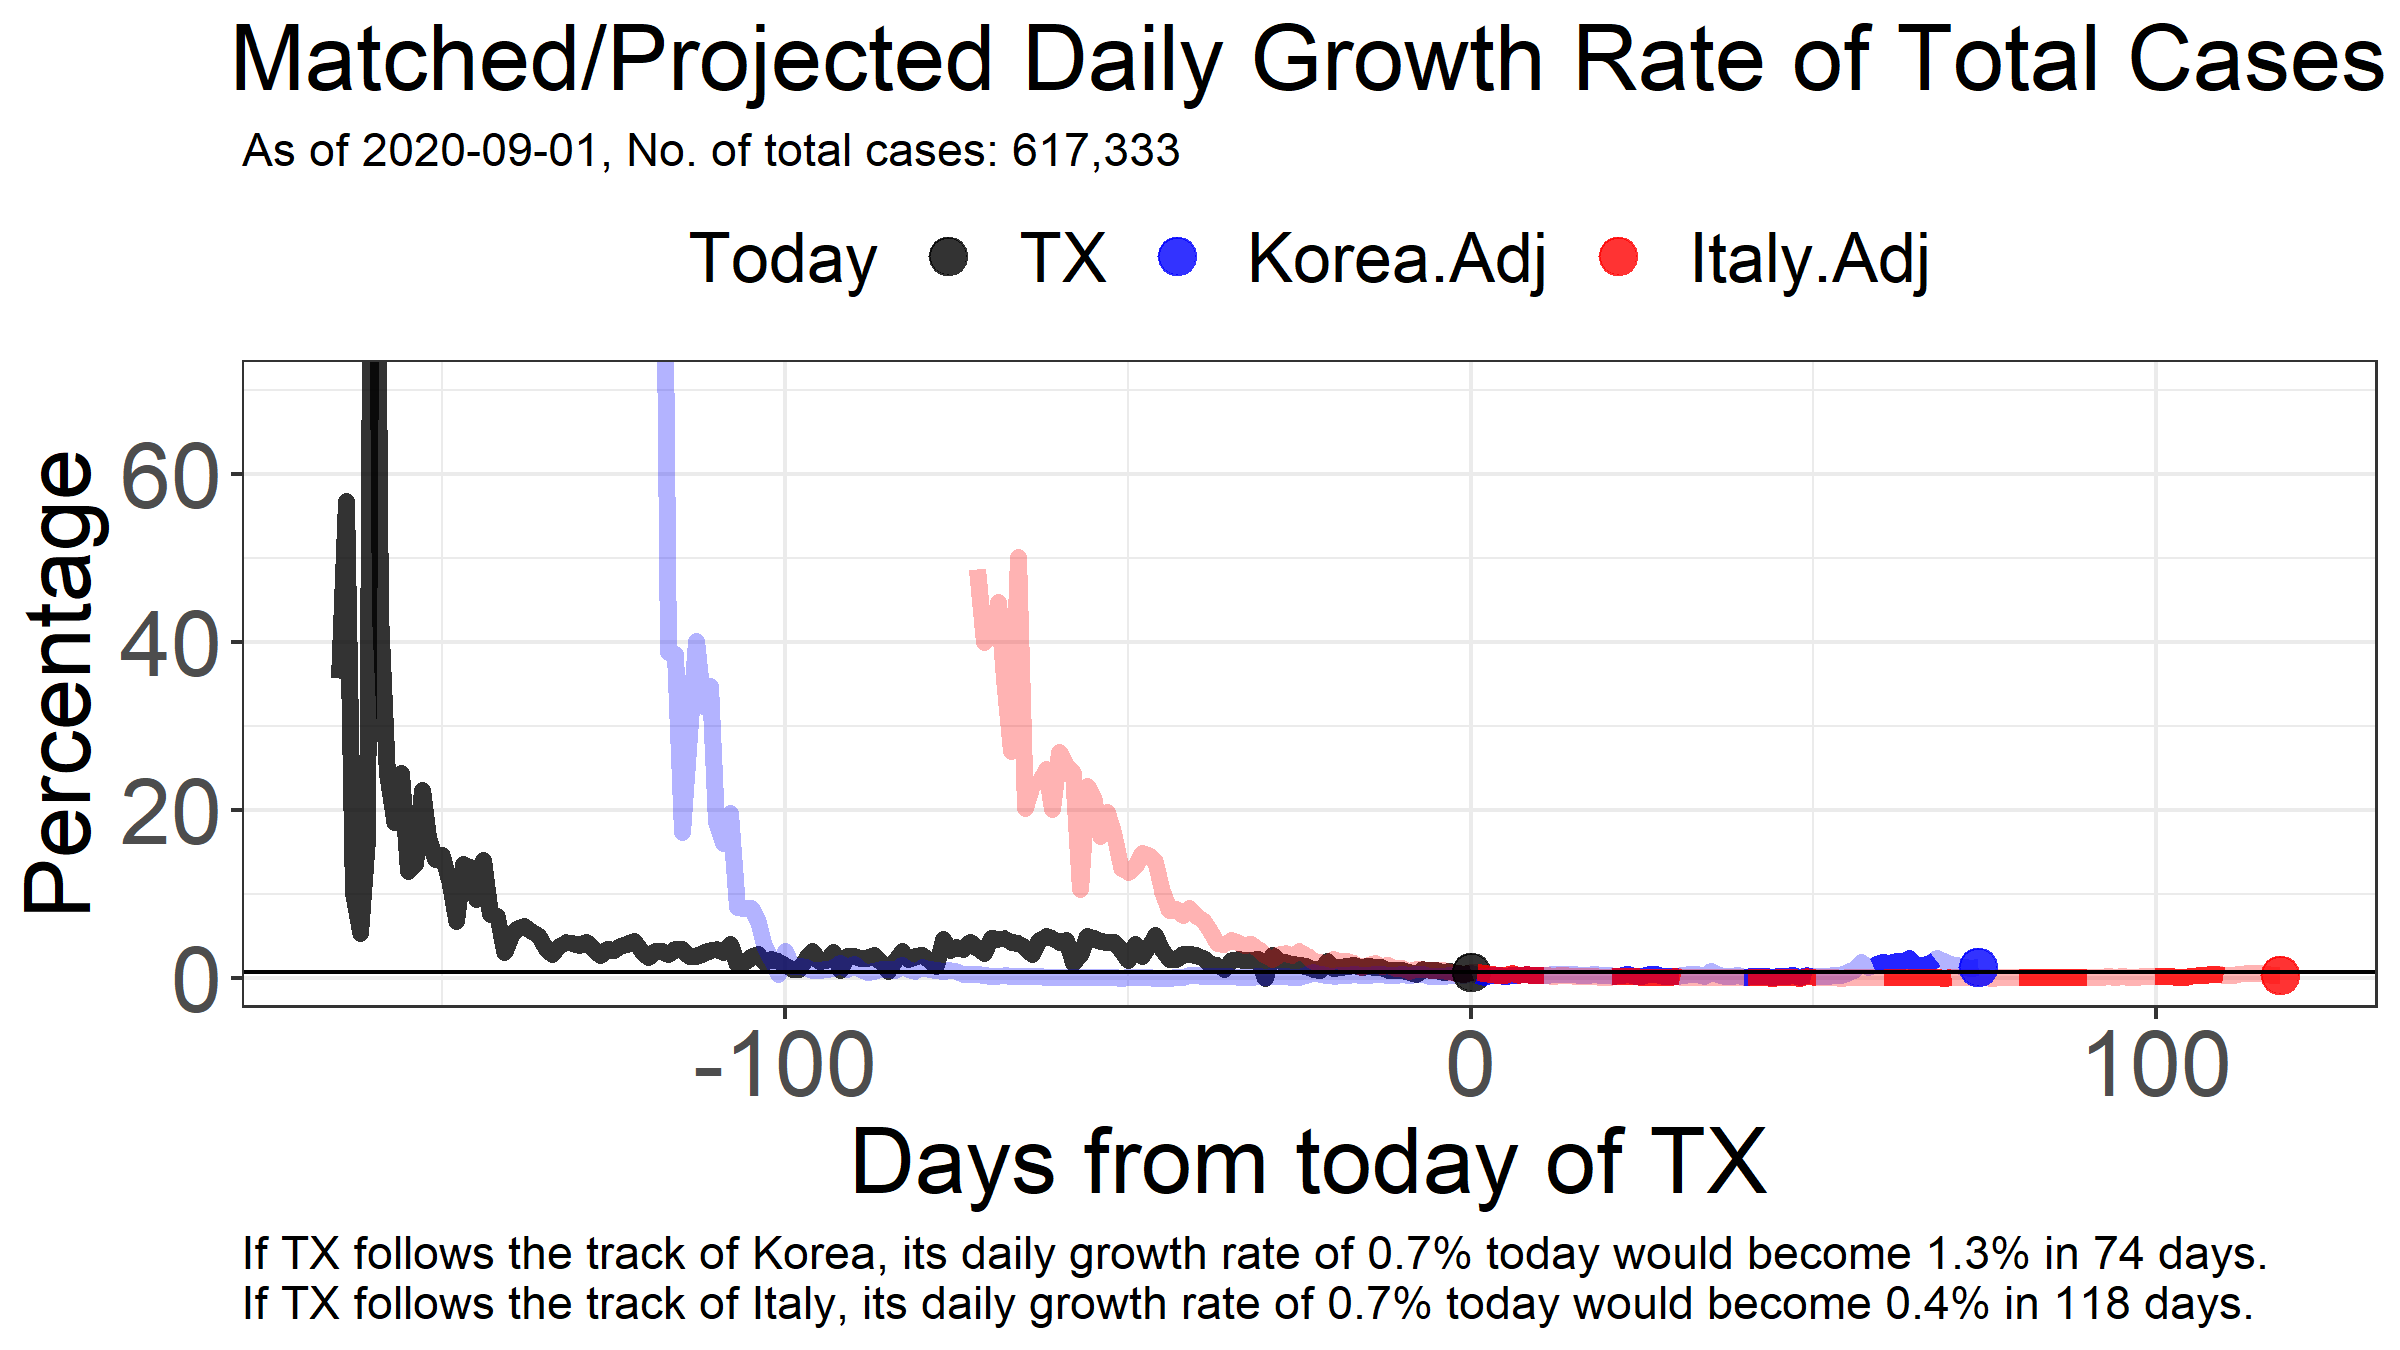 Matched/Projected Daily Growth Rate of Total Cases
As of 2020-09-01, No. of total cases: 617,333
Today TX Korea.Adj Italy.Adj
Percentage
60
40
20
0
-100 0 100
Days from today of TX
If TX follows the track of Korea, its daily growth rate of 0.7% today would become 1.3% in 74 days.
If TX follows the track of Italy, its daily growth rate of 0.7% today would become 0.4% in 118 days.